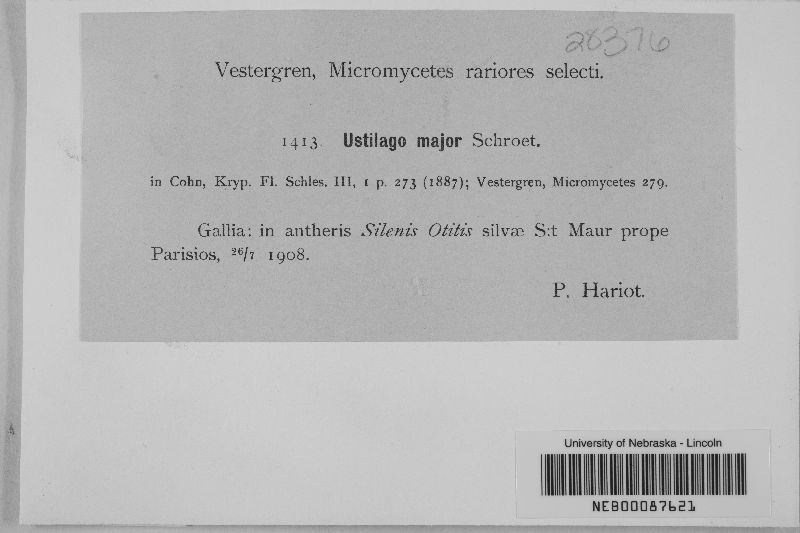 28376
Vestergren, Micromycetes rariores selecti.
1413. Ustilago major Schroet.
in Cohn, Kryp. Fl. Schles. III, 1 p. 273 (1887); Vestergren, Micromycetes 279.
Gallia: in antheris Silenis Otitis silvæ S:t Maur prope
Parisios, 26/7 1908.
P. Hariot.
University of Nebraska - Lincoln
NEB00087621